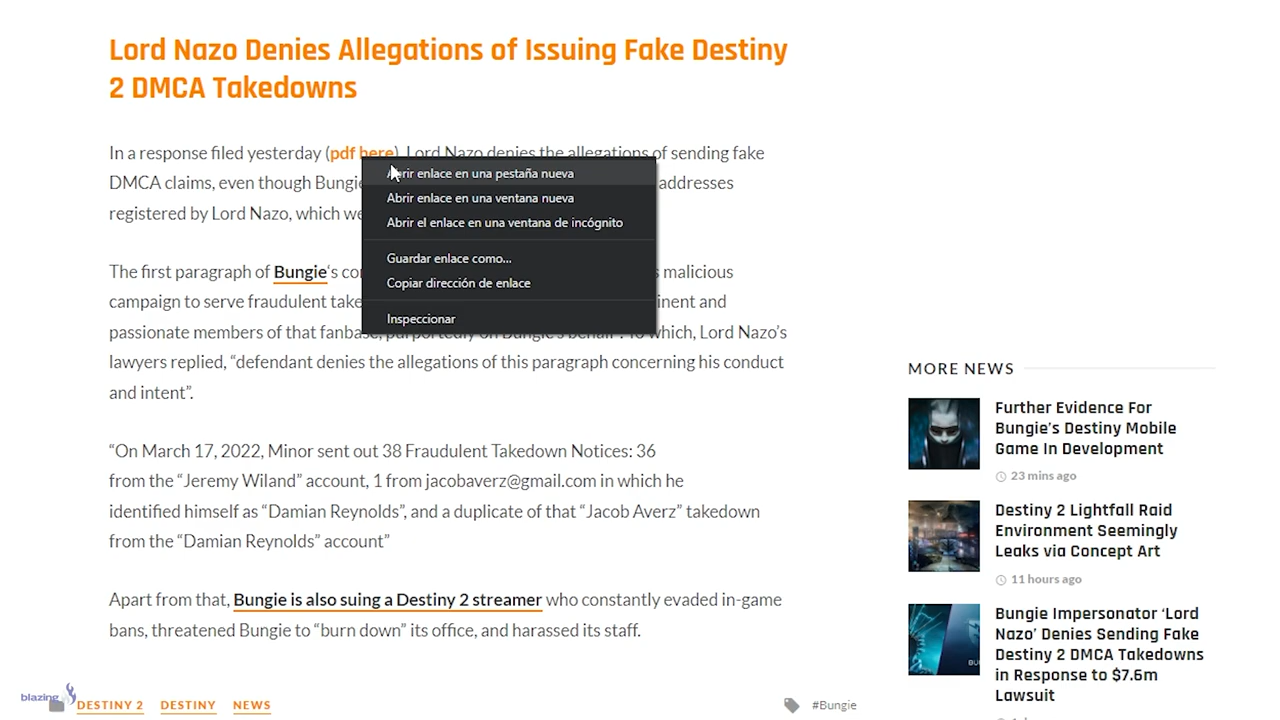 Lord Nazo Denies Allegations of Issuing Fake Destiny
2 DMCA Takedowns
In a response filed yesterday (pdf here), Lord Nazo denies the allegations of sending fake
DMCA claims, even though Bungie addresses
registered by Lord Nazo, which we
Abrir enlace en una pestaña nueva
Abrir enlace en una ventana nueva
Abrir el enlace en una ventana de incógnito
Guardar enlace como...
Copiar dirección de enlace
Inspeccionar
The first paragraph of Bungie‘s malicious
campaign to serve fraudulent and
passionate members of that fanbase, purportedly on Bungie's behalf”. To which, Lord Nazo’s
lawyers replied, “defendant denies the allegations of this paragraph concerning his conduct
and intent”.
“On March 17, 2022, Minor sent out 38 Fraudulent Takedown Notices: 36
from the “Jeremy Wiland” account, 1 from jacobaverz@gmail.com in which he
identified himself as “Damian Reynolds”, and a duplicate of that “Jacob Averz” takedown
from the “Damian Reynolds” account”
Apart from that, Bungie is also suing a Destiny 2 streamer who constantly evaded in-game
bans, threatened Bungie to “burn down” its office, and harassed its staff.
blazing
DESTINY 2 DESTINY NEWS
#Bungie
MORE NEWS
Further Evidence For
Bungie’s Destiny Mobile
Game In Development
23 mins ago
Destiny 2 Lightfall Raid
Environment Seemingly
Leaks via Concept Art
11 hours ago
Bungie Impersonator ‘Lord
Nazo’ Denies Sending Fake
Destiny 2 DMCA Takedowns
in Response to $7.6m
Lawsuit